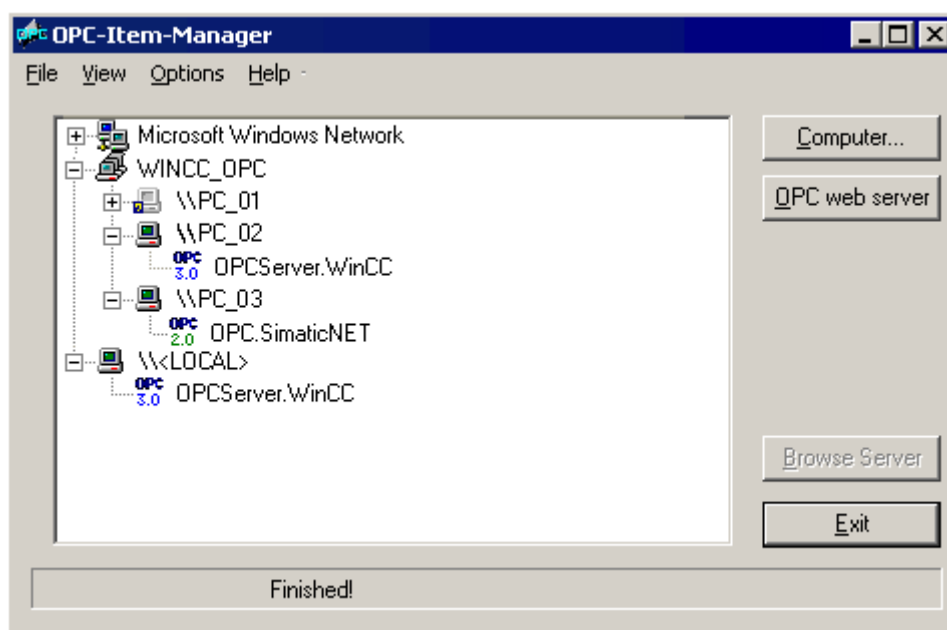 OPC OPC-Item-Manager
File View Options Help
Microsoft Windows Network
Computer...
WINCC_OPC
\\PC_01
OPC web server
\\PC_02
OPC 3.0 OPCServer.WinCC
\\PC_03
OPC 2.0 OPC.SimaticNET
\\<LOCAL>
OPC 3.0 OPCServer.WinCC
Browse Server
Exit
Finished!